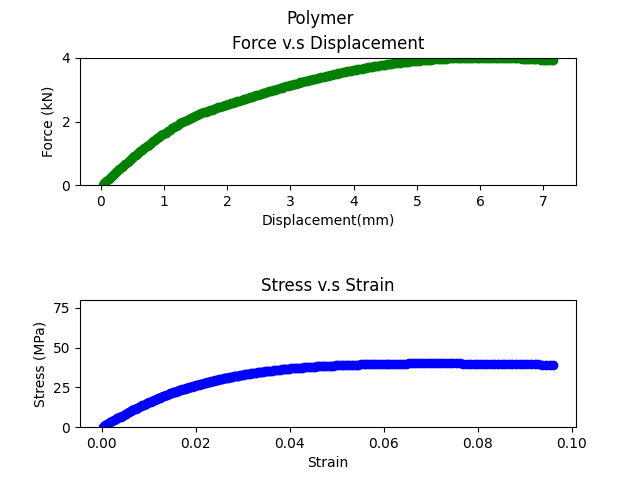 Polymer
Force v.s Displacement
4
2
0
Force (kN)
0 1 2 3 4 5 6 7
Displacement(mm)
Stress v.s Strain
75
50
25
0
Stress (MPa)
0.00 0.02 0.04 0.06 0.08 0.10
Strain